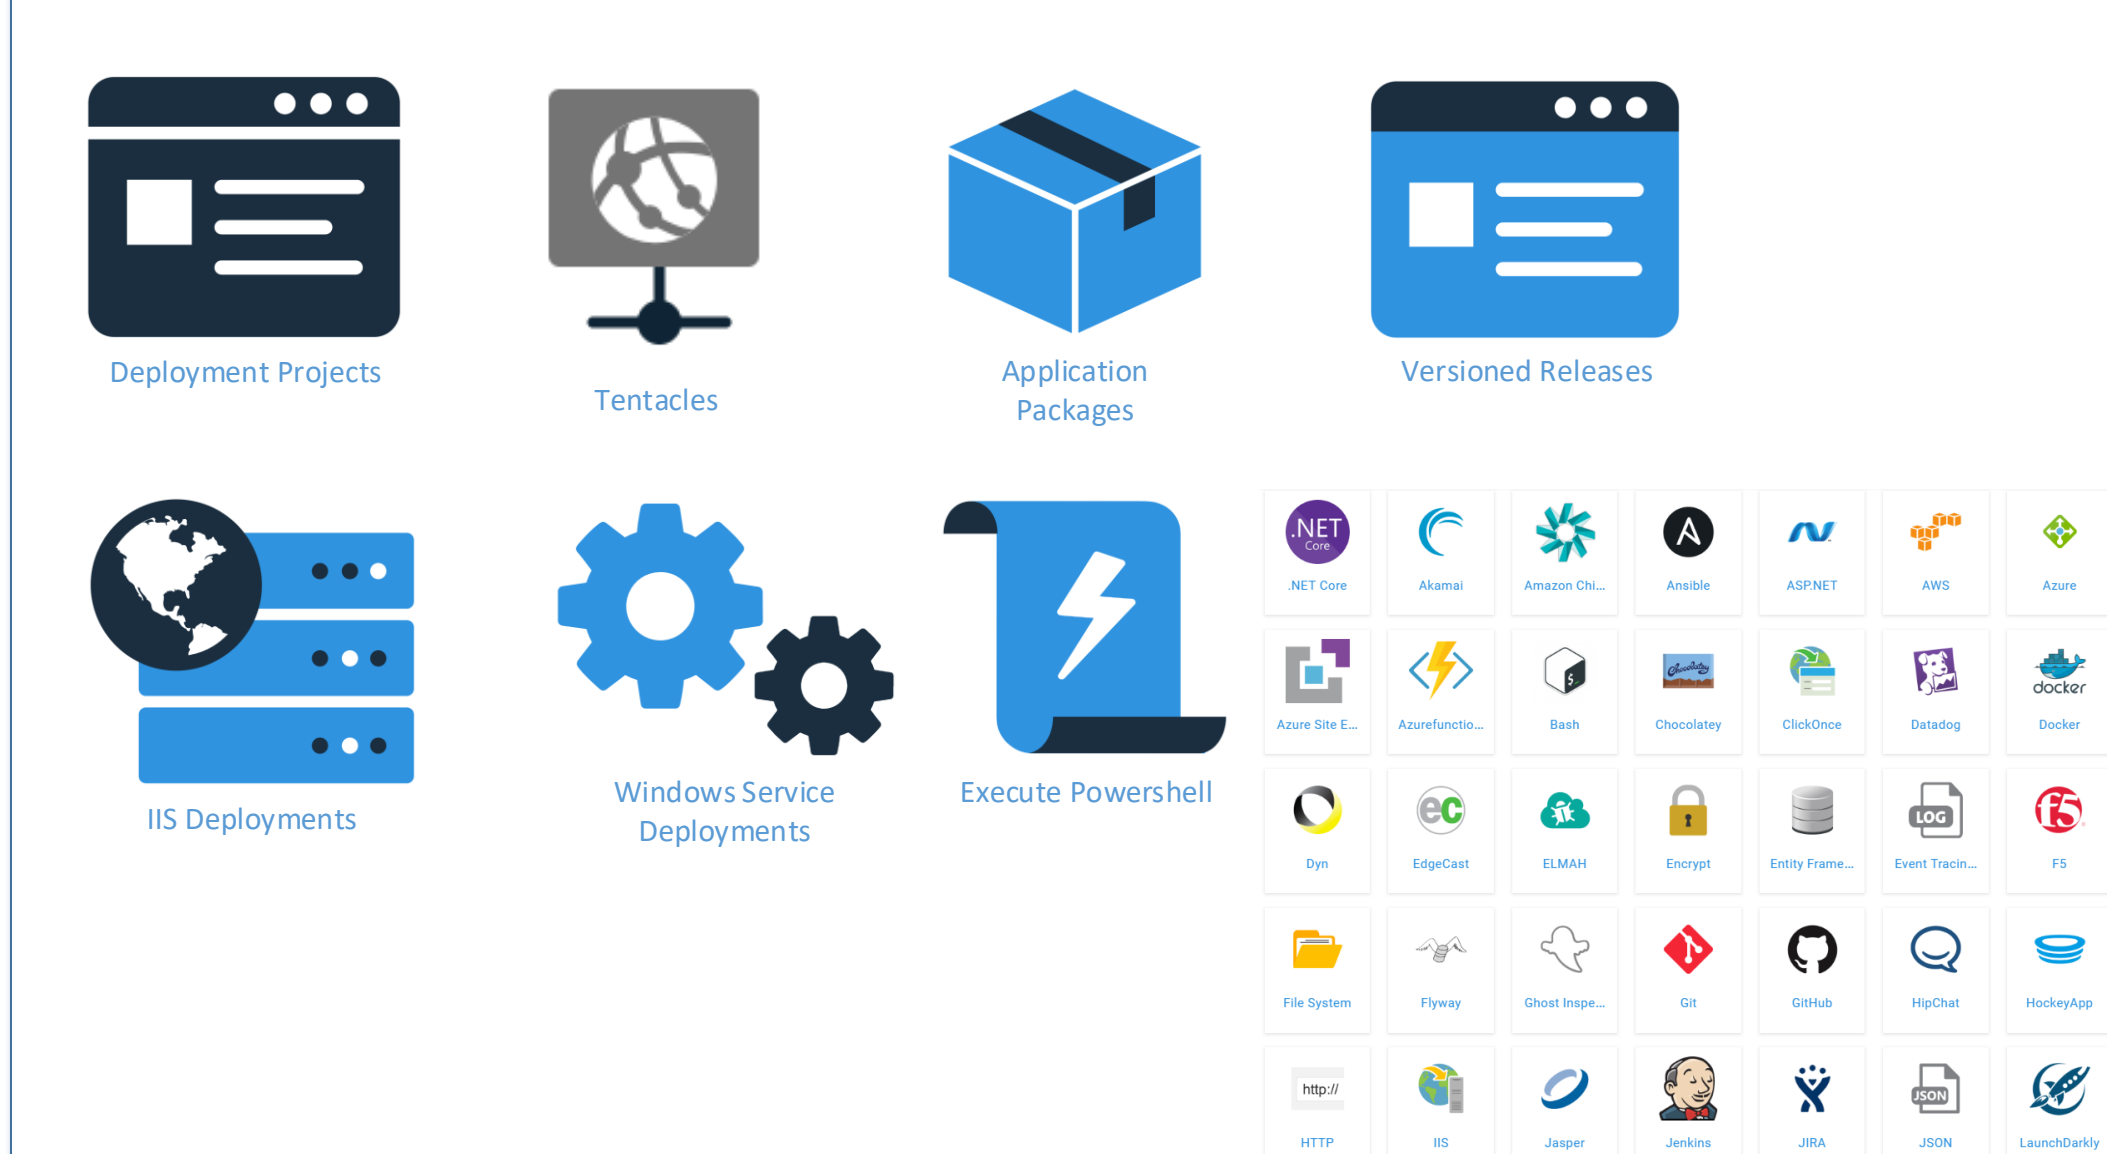 Deployment Projects
Tentacles
Application
Packages
Versioned Releases
IIS Deployments
Windows Service
Deployments
Execute Powershell
.NET
Core
.NET Core
Akamai
Amazon Chi...
Ansible
ASP.NET
AWS
Azure
Azure Site E...
Azurefunctio...
$_
Bash
Chocolatey
Chocolatey
ClickOnce
Datadog
docker
Docker
Dyn
ec
EdgeCast
ELMAH
Encrypt
Entity Frame...
LOG
Event Tracin...
f5
F5
File System
Flyway
Ghost Inspe...
Git
GitHub
HipChat
HockeyApp
http://
HTTP
IIS
Jasper
Jenkins
JIRA
JSON
JSON
LaunchDarkly